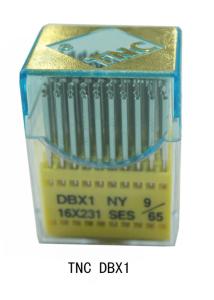 TNC
DBX1 NY 9/
16X231 SES /65
TNC DBX1